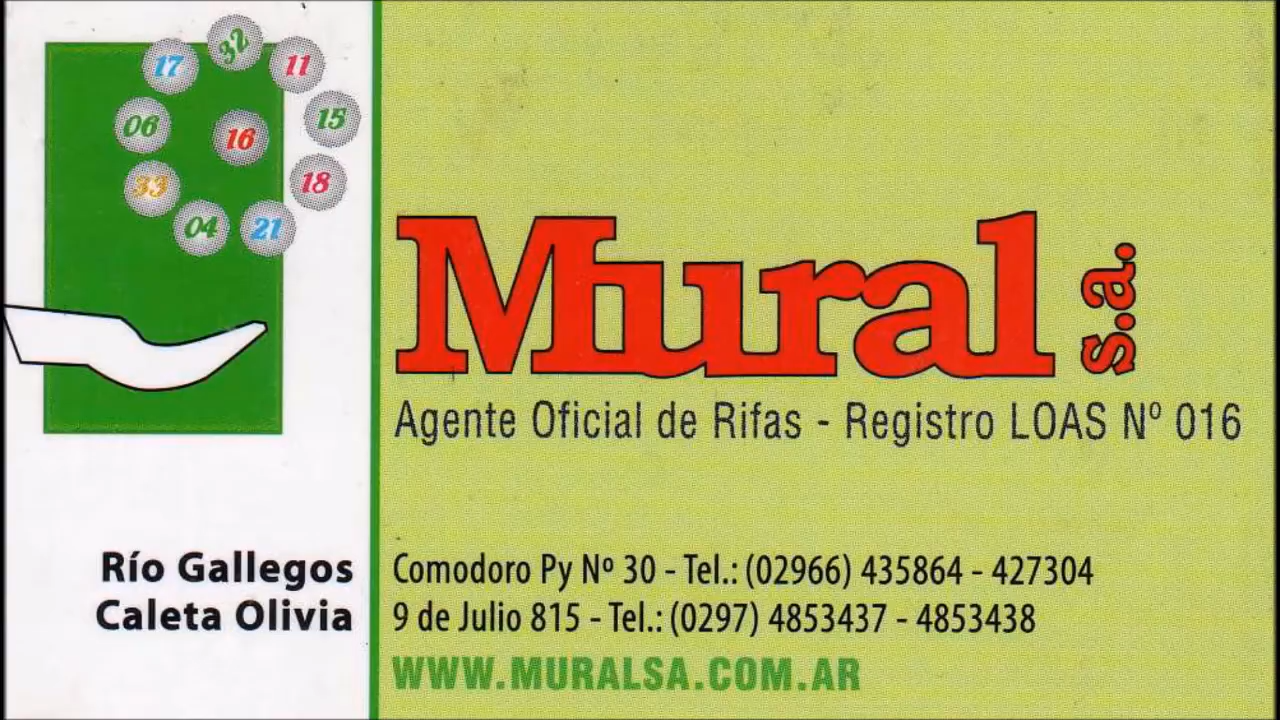 32
17
11
06
16
15
33
18
04
21
Mural s.a.
Agente Oficial de Rifas - Registro LOAS Nº 016
Río Gallegos Comodoro Py Nº 30 - Tel.: (02966) 435864 - 427304
Caleta Olivia 9 de Julio 815 - Tel.: (0297) 4853437 - 4853438
WWW.MURALSA.COM.AR